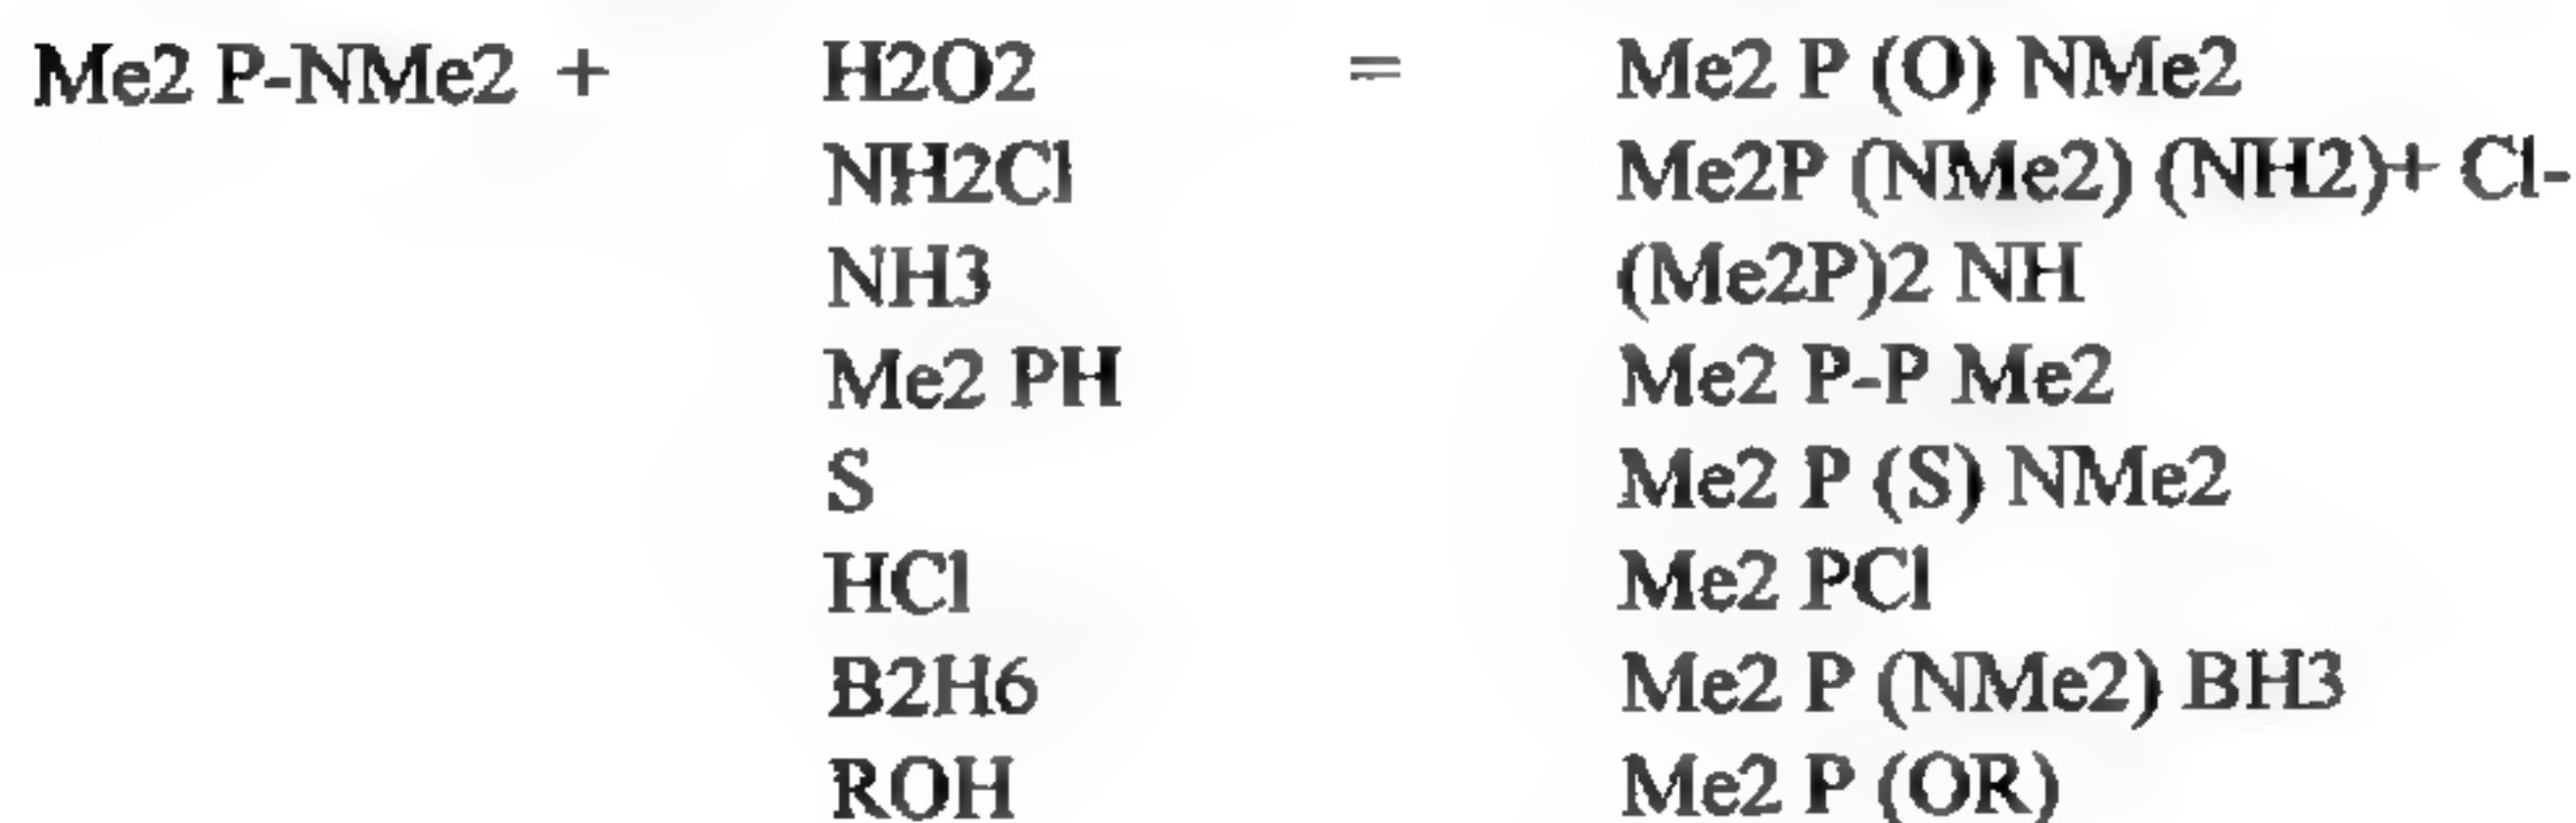 Me2 P-NMe2 + H2O2 = Me2 P (O) NMe2
NH2Cl Me2P (NMe2) (NH2)+ Cl-
NH3 (Me2P)2 NH
Me2 PH Me2 P-P Me2
S Me2 P (S) NMe2
HCl Me2 PCl
B2H6 Me2 P (NMe2) BH3
ROH Me2 P (OR)